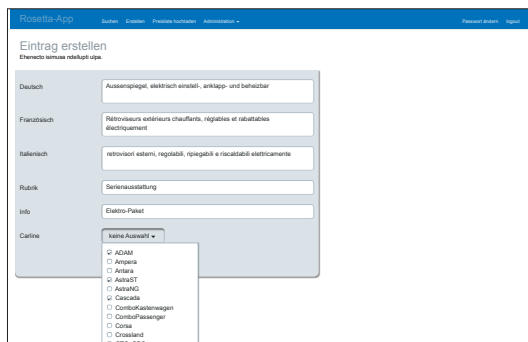 Rosetta-App Suchen Erstellen Preisliste hochladen Administration Passwort ändern logout
Eintrag erstellen
Ehenecto isimusa ndellupti ulpa.
Deutsch Aussenspiegel, elektrisch einstell-, anklapp- und beheizbar
Französisch Rétroviseurs extérieurs chauffants, réglables et rabattables
électriquement
Italienisch retrovisori esterni, regolabili, ripiegabili e riscaldabili elettricamente
Rubrik Serienausstattung
Info Elektro-Paket
Carline keine Auswahl
ADAM
Ampera
Antara
AstraST
AstraNG
Cascada
ComboKastenwagen
ComboPassenger
Corsa
Crossland